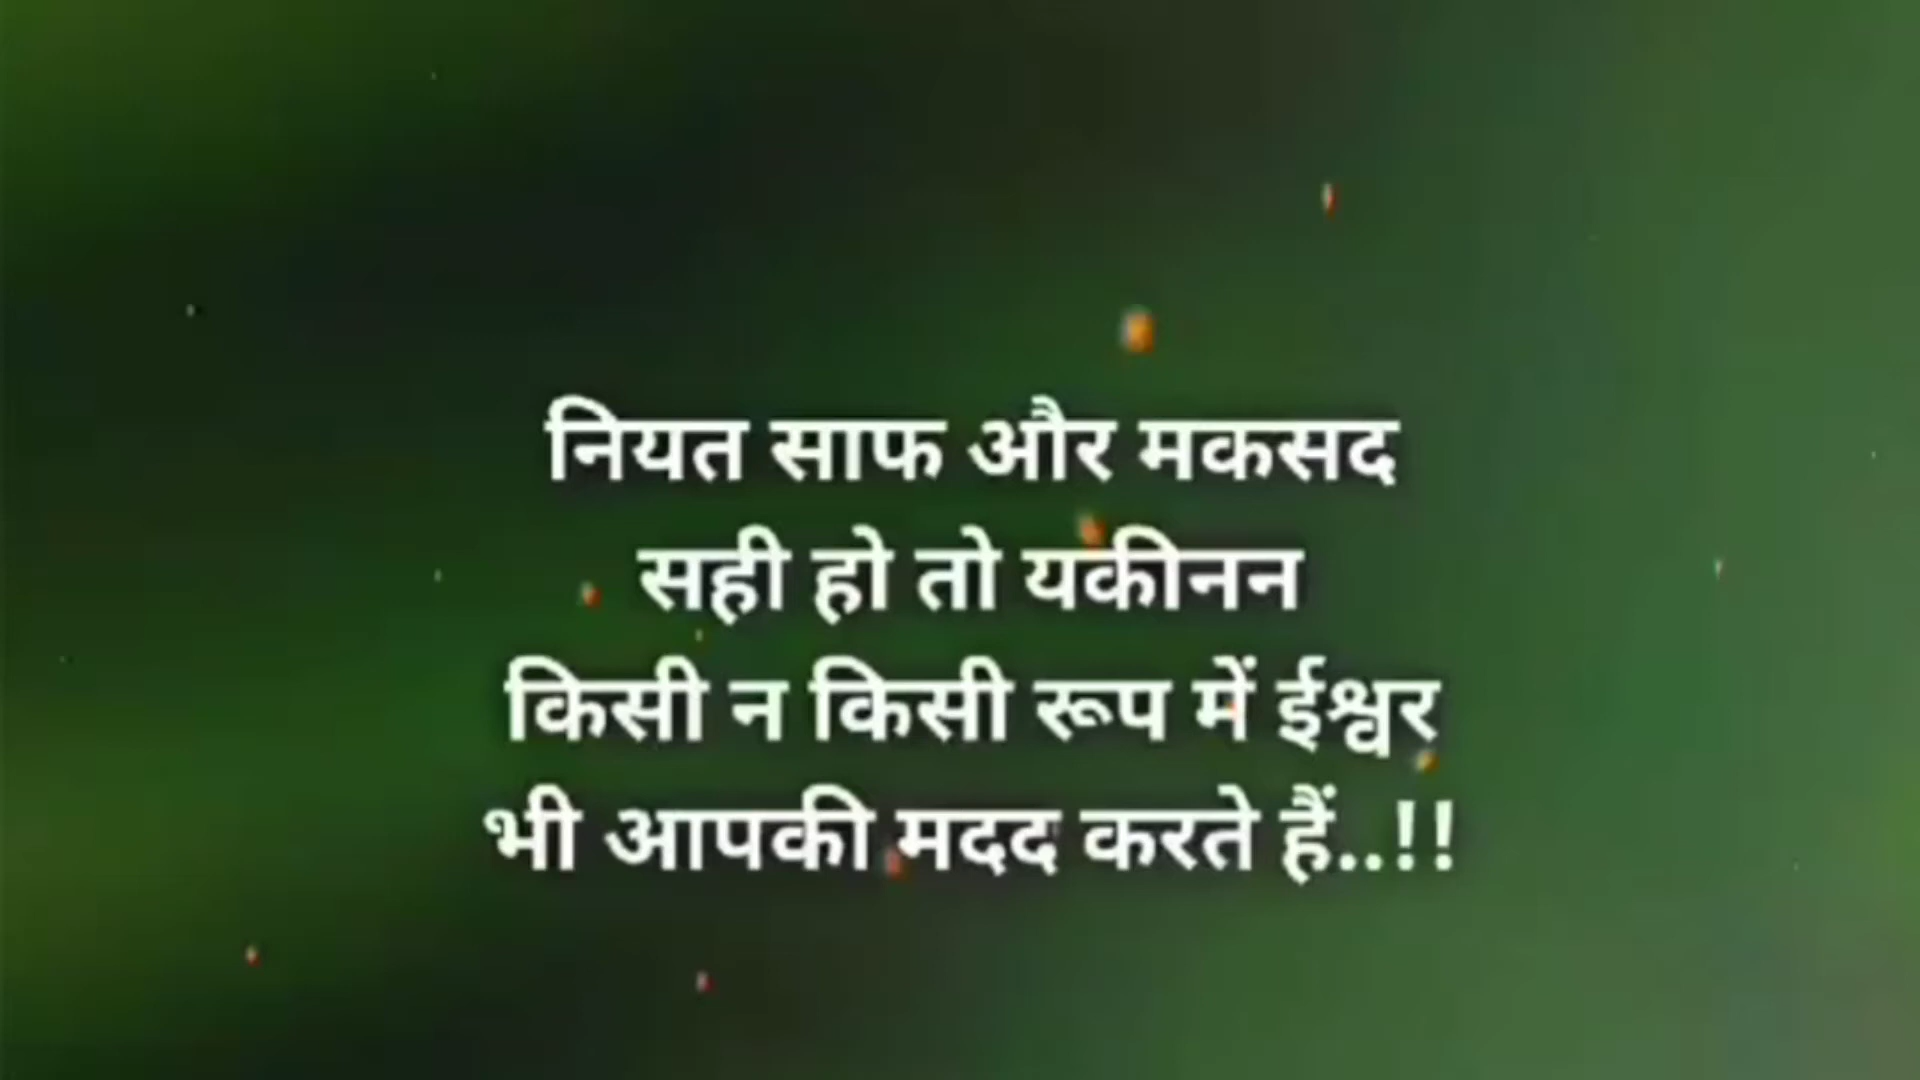 नियत साफ और मकसद
सही हो तो यकीनन
किसी न किसी रूप में ईश्वर
भी आपकी मदद करते हैं..!!